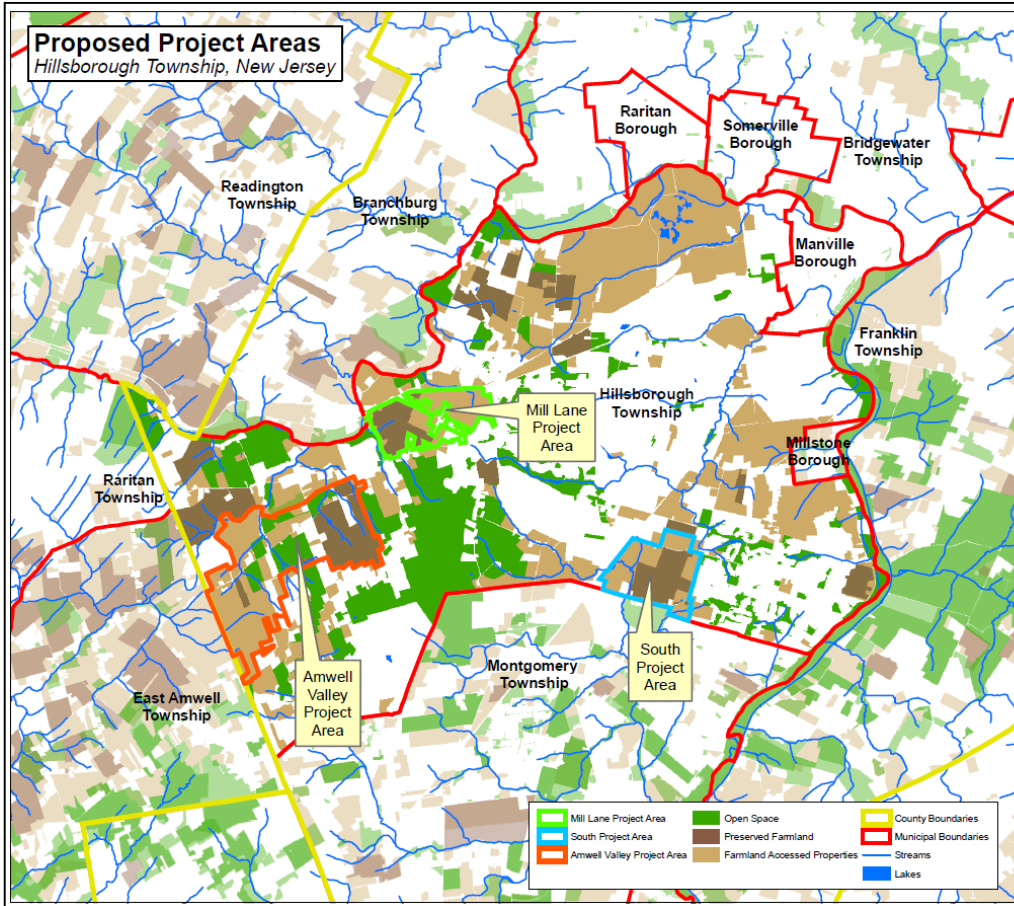 Proposed Project Areas
Hillsborough Township, New Jersey
Raritan
Borough
Somerville
Borough
Bridgewater
Township
Readington
Township
Branchburg
Township
Manville
Borough
Franklin
Township
Hillsborough
Township
Mill Lane
Project
Area
Millstone
Borough
Raritan
Township
South
Project
Area
Montgomery
Township
Amwell
Valley
Project
Area
East Amwell
Township
Mill Lane Project Area
South Project Area
Amwell Valley Project Area
Open Space
Preserved Farmland
Farmland Accessed Properties
County Boundaries
Municipal Boundaries
Streams
Lakes